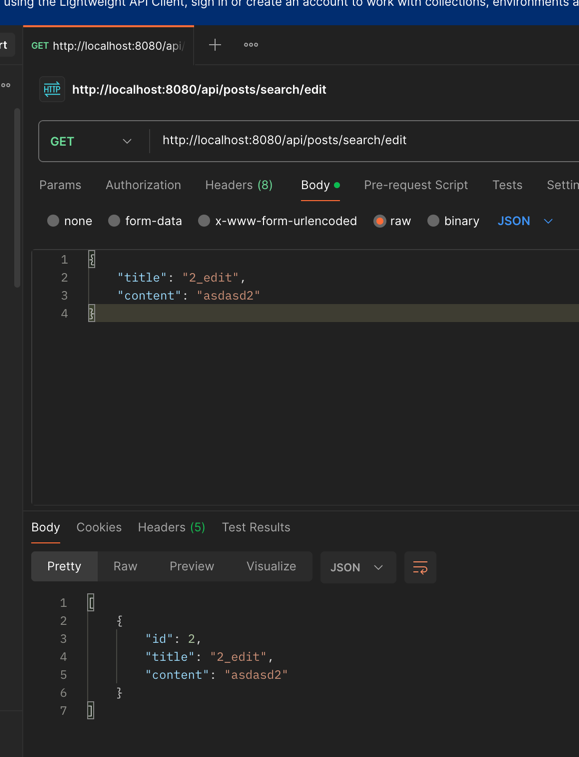 using the Lightweight API Client, sign in or create an account to work with collections, environments a
rt GET http://localhost:8080/api/
HTTP http://localhost:8080/api/posts/search/edit
GET http://localhost:8080/api/posts/search/edit
Params Authorization Headers (8) Body Pre-request Script Tests Settin
none form-data x-www-form-urlencoded raw binary JSON
1 {
2 "title": "2_edit",
3 "content": "asdasd2"
4 }
Body Cookies Headers (5) Test Results
Pretty Raw Preview Visualize JSON
1 [
2 {
3 "id": 2,
4 "title": "2_edit",
5 "content": "asdasd2"
6 }
7 ]